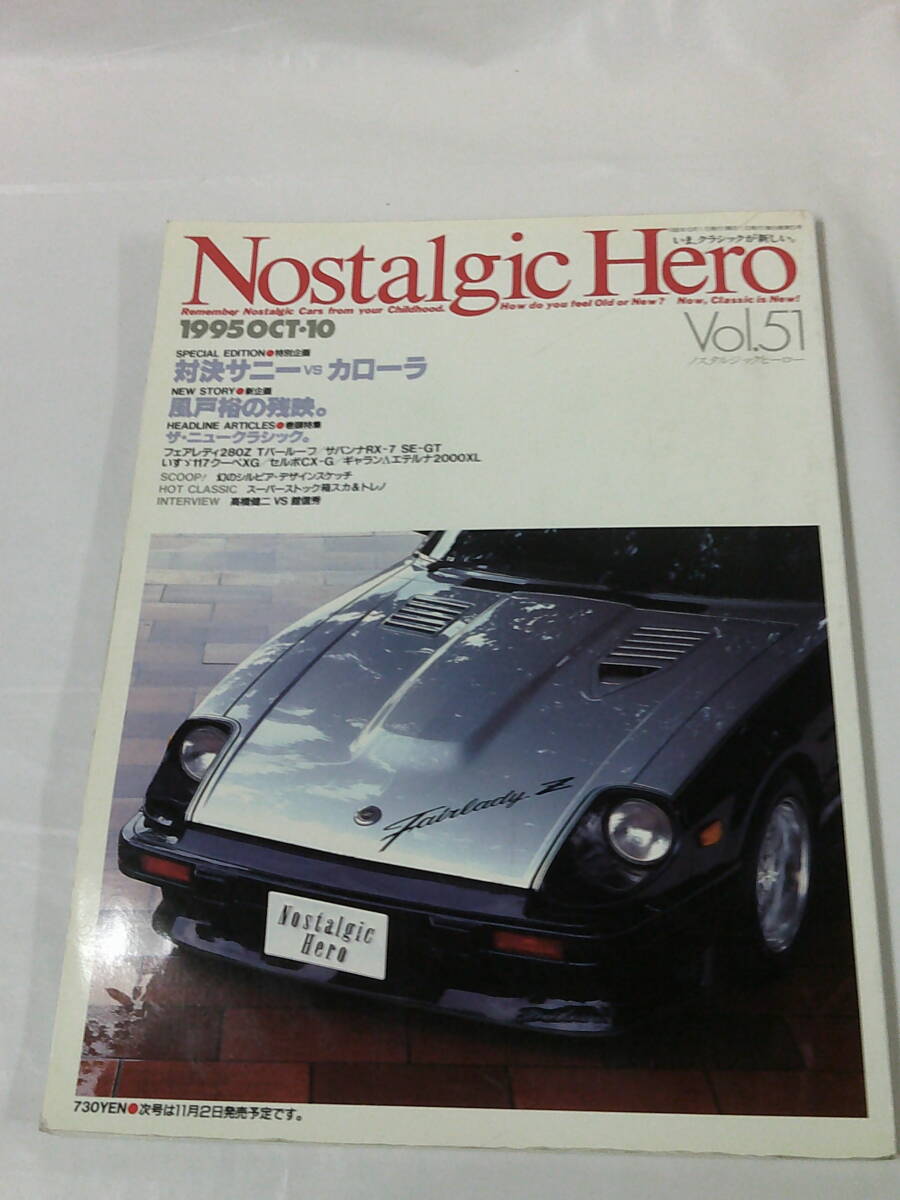 いま、クラシックが新しい。
Nostalgic Hero
Remember Nostalgic Cars from your Childhood. How do you feel Old or New? Now, Classic is New!
1995 OCT・10
Vol.51
ノスタルジックヒーロー
SPECIAL EDITION●特別企画
対決サニーVSカローラ
NEW STORY●新企画
風戸裕の残映。
HEADLINE ARTICLES●巻頭特集
ザ・ニュークラシック。
フェアレディ280Z Tバールーフ/サバンナRX-7 SE-GT
いすゞ117クーペXG/セルボCX-G/ギャランΛエテルナ2000XL
SCOOP! 幻のシルビア・デザインスケッチ
HOT CLASSIC スーパーストック箱スカ&トレノ
INTERVIEW 高橋健二 VS 舘信秀
Fairlady Z
Nostalgic
Hero
730YEN●次号は11月2日発売予定です。